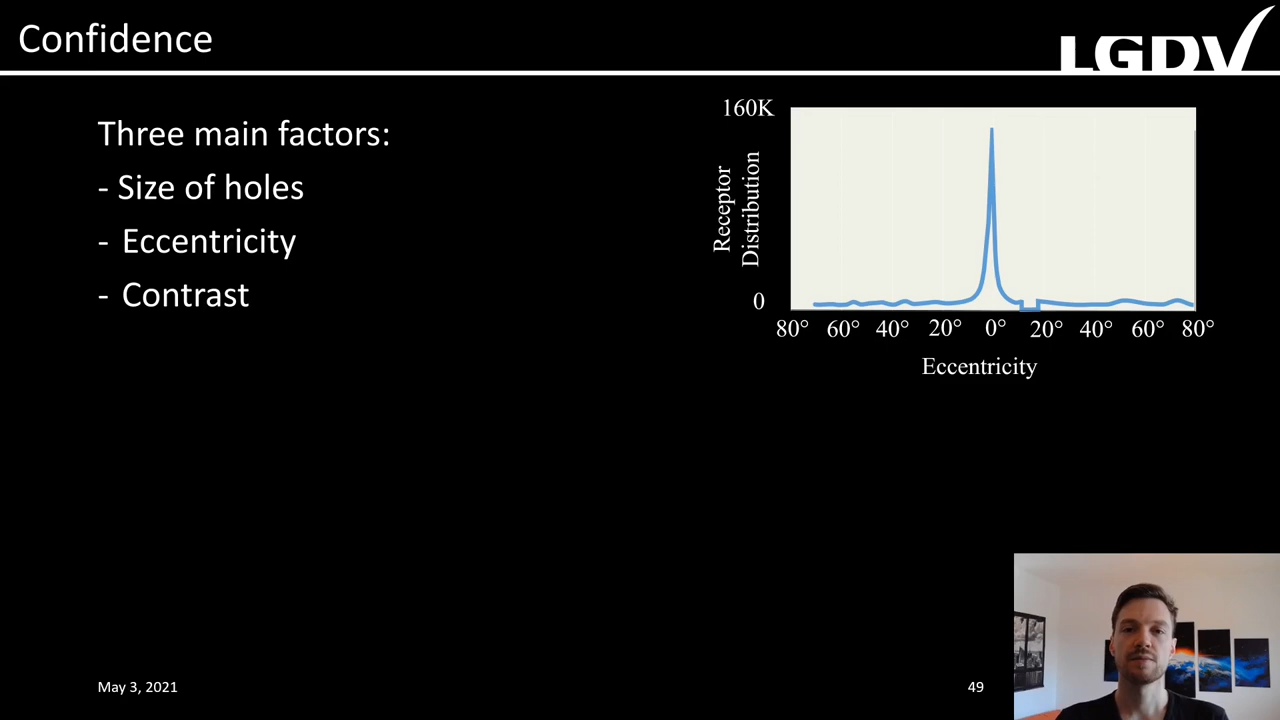 Confidence
LGDV
Three main factors:
- Size of holes
- Eccentricity
- Contrast
160K
Receptor
Distribution
0
80° 60° 40° 20° 0° 20° 40° 60° 80°
Eccentricity
May 3, 2021
49